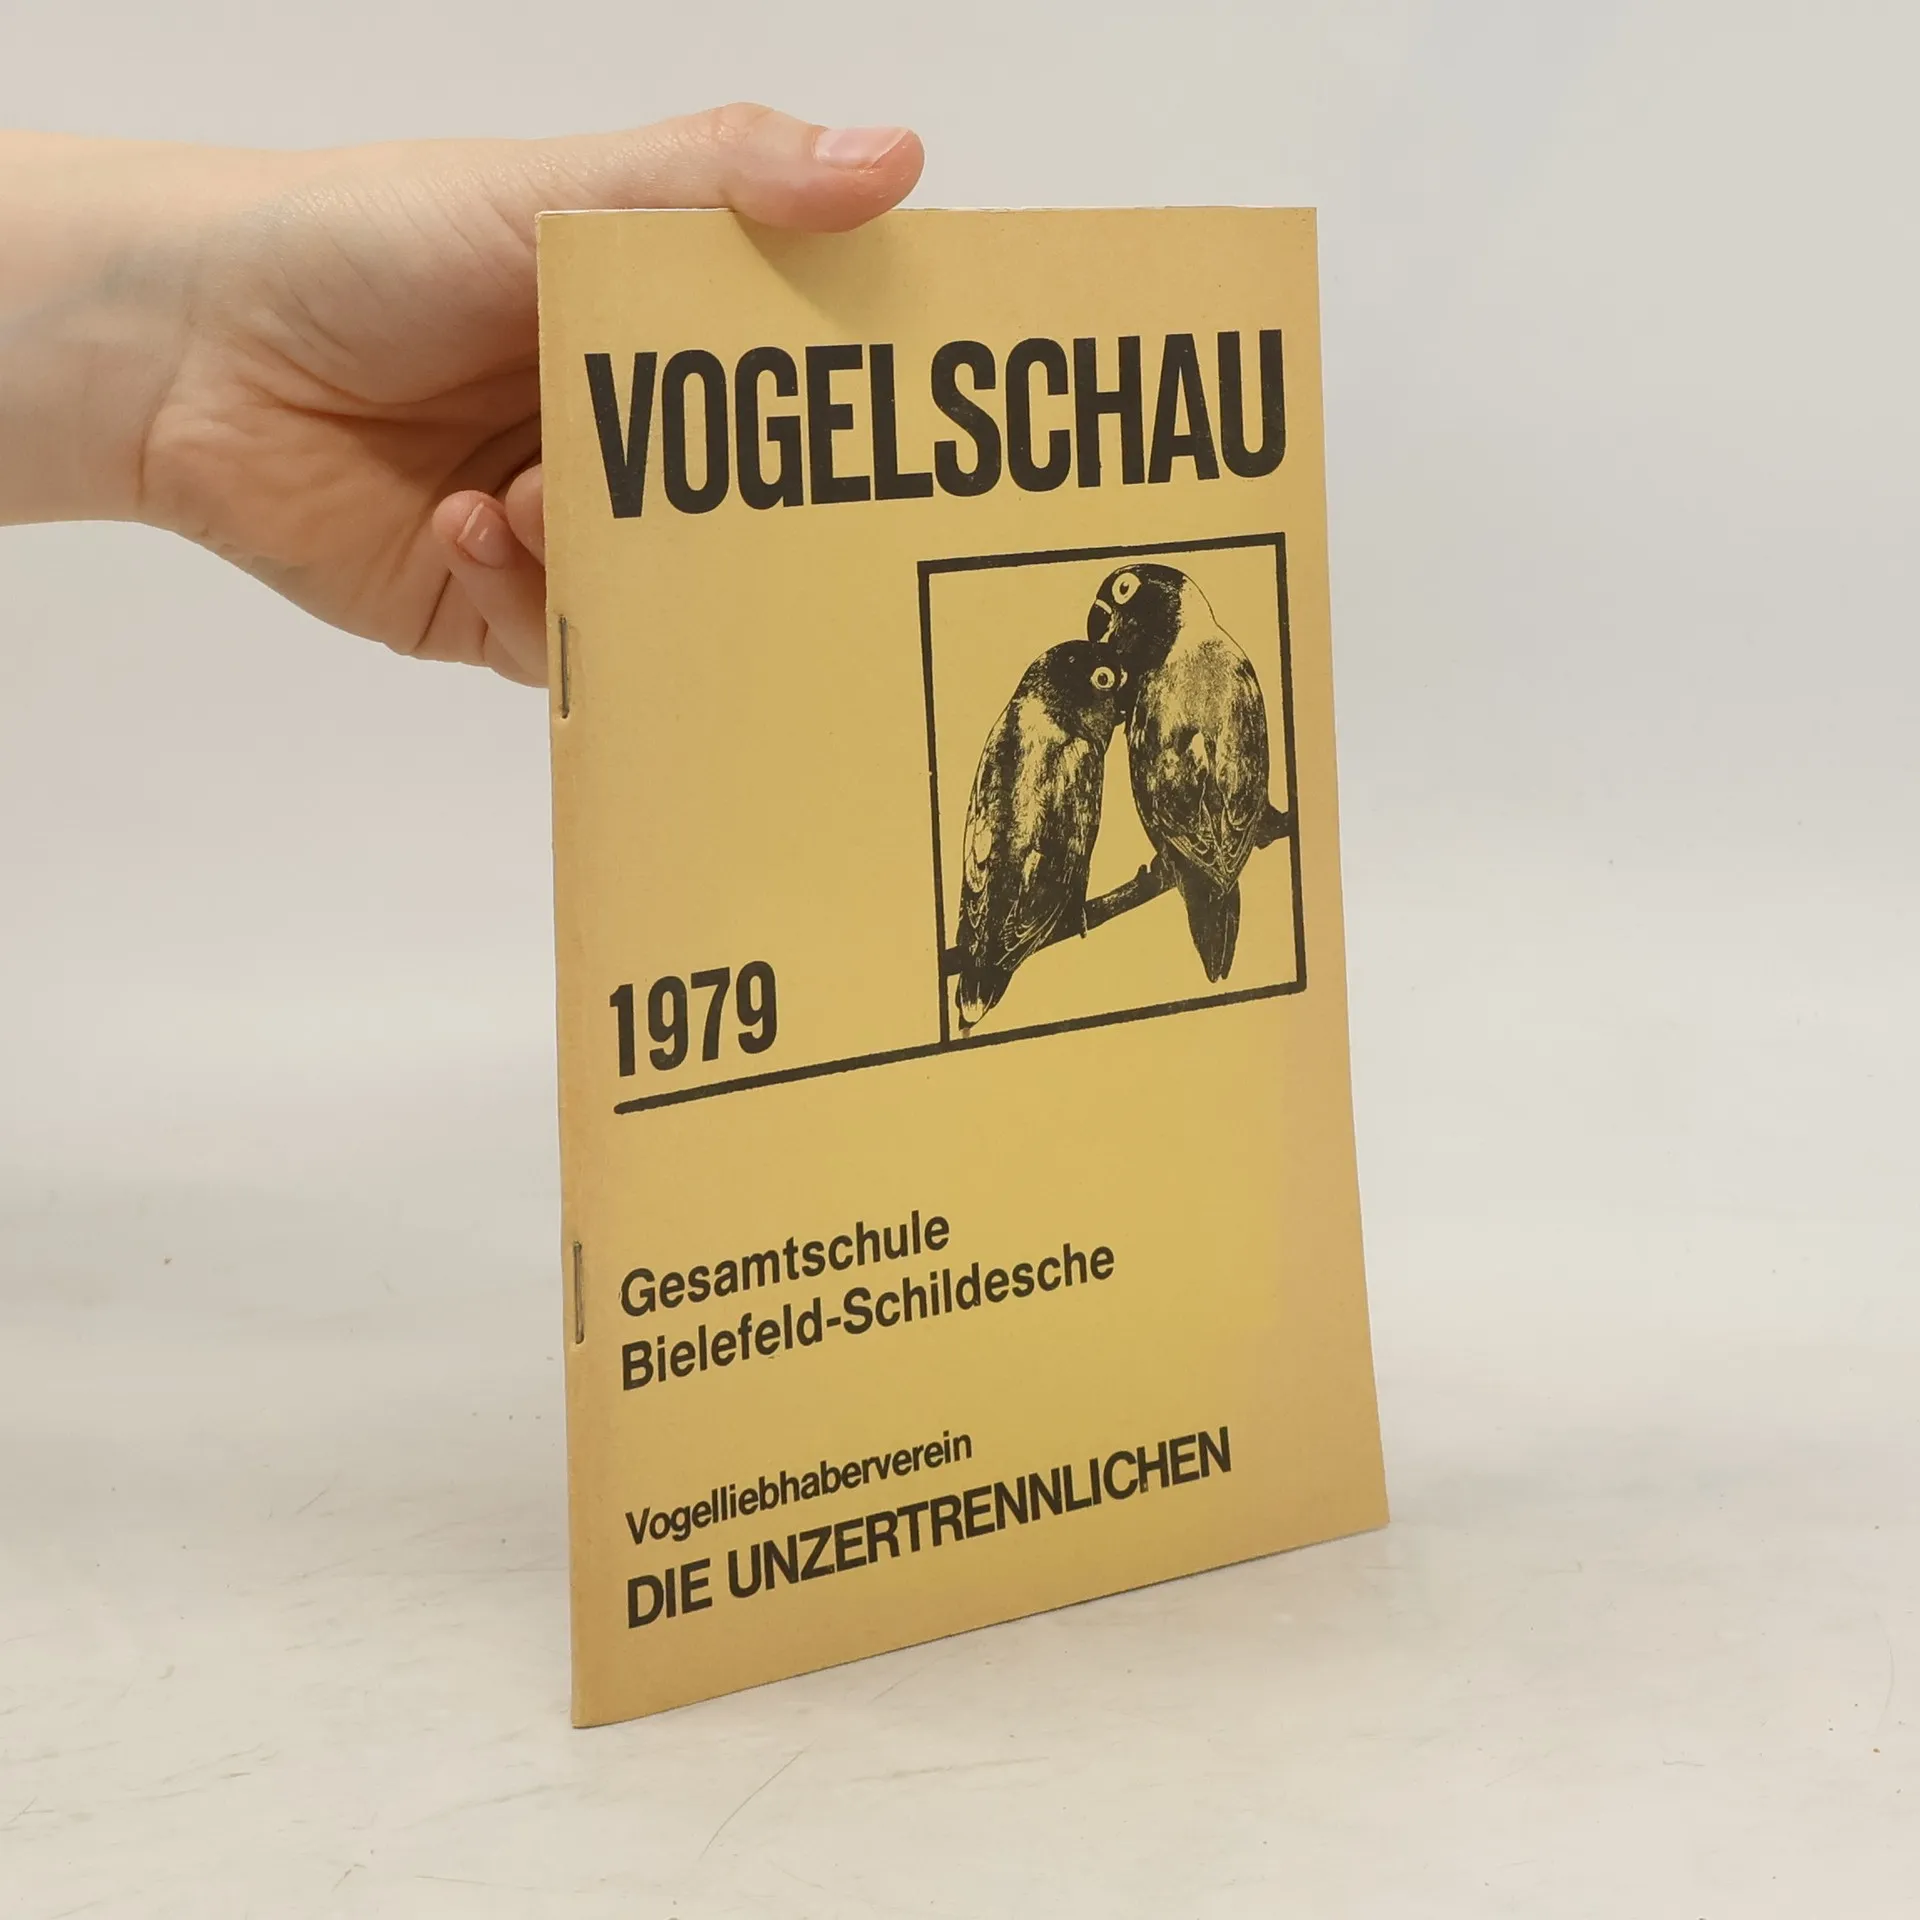 VOGELSCHAU
1979
Gesamtschule
Bielefeld-Schildesche
Vogelliebhaberverein
DIE UNZERTRENNLICHEN